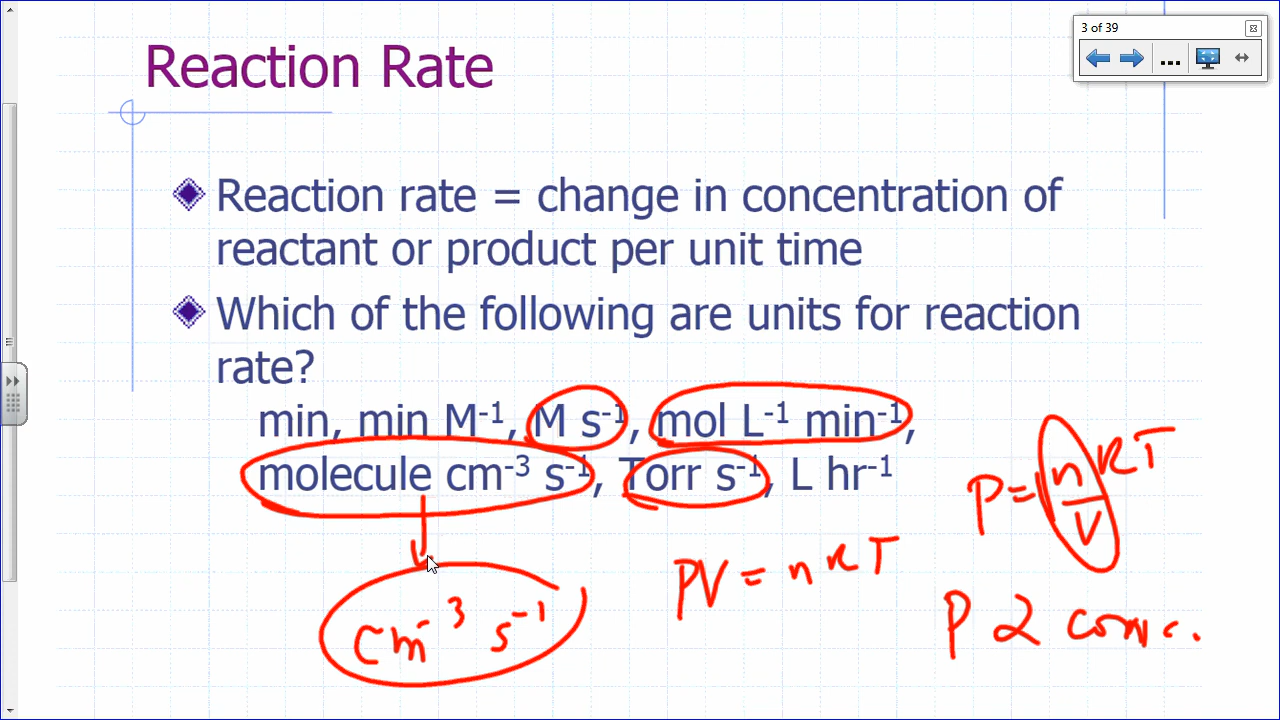 3 of 39
Reaction Rate
Reaction rate = change in concentration of
reactant or product per unit time
Which of the following are units for reaction
rate?
min, min M⁻¹, M s⁻¹, mol L⁻¹ min⁻¹,
molecule cm⁻³ s⁻¹, Torr s⁻¹, L hr⁻¹
P = n/V RT
PV = nRT
cm⁻³ s⁻¹
P α conc.